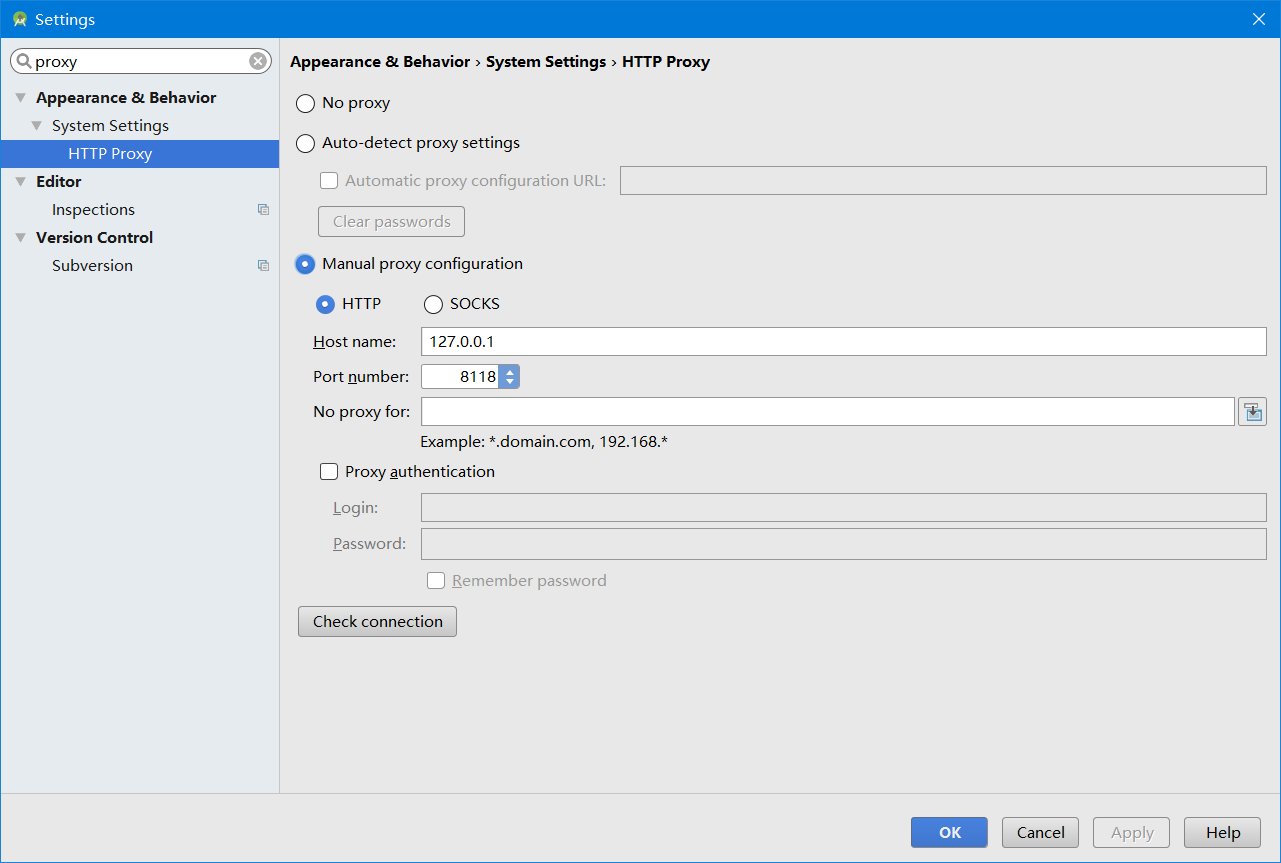 Settings
proxy
Appearance & Behavior
System Settings
HTTP Proxy
Editor
Inspections
Version Control
Subversion
Appearance & Behavior › System Settings › HTTP Proxy
No proxy
Auto-detect proxy settings
Automatic proxy configuration URL:
Clear passwords
Manual proxy configuration
HTTP SOCKS
Host name: 127.0.0.1
Port number: 8118
No proxy for:
Example: *.domain.com, 192.168.*
Proxy authentication
Login:
Password:
Remember password
Check connection
OK Cancel Apply Help